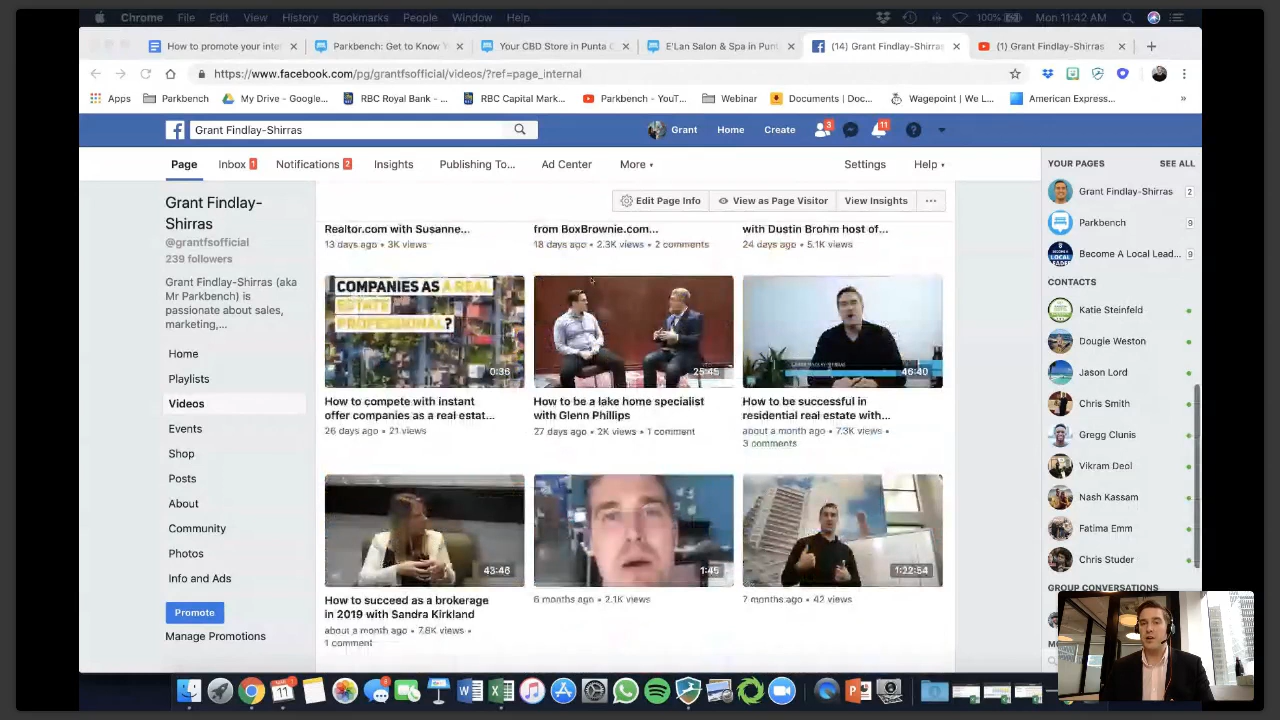 Chrome File Edit View History Bookmarks People Window Help 100% Mon 11:42 AM
How to promote your inte Parkbench: Get to Know Y Your CBD Store in Punta G E'Lan Salon & Spa in Punt (14) Grant Findlay-Shirras (1) Grant Findlay-Shirras
https://www.facebook.com/pg/grantfsofficial/videos/?ref=page_internal
Apps Parkbench My Drive - Google... RBC Royal Bank - ... RBC Capital Mark... Parkbench - YouT... Webinar Documents | Doc... Wagepoint | We L... American Express... »
Grant Findlay-Shirras Grant Home Create 3 11
Page Inbox 1 Notifications 2 Insights Publishing To... Ad Center More Settings Help
Edit Page Info View as Page Visitor View Insights ...
Grant Findlay-
Shirras
@grantfsofficial
239 followers
Grant Findlay-Shirras (aka
Mr Parkbench) is
passionate about sales,
marketing,...
Home
Playlists
Videos
Events
Shop
Posts
About
Community
Photos
Info and Ads
Promote
Manage Promotions
Realtor.com with Susanne...
13 days ago • 3K views
from BoxBrownie.com...
18 days ago • 2.3K views • 2 comments
with Dustin Brohm host of...
24 days ago • 5.1K views
COMPANIES AS A REAL
ESTATE
PROFESSIONAL?
0:36
How to compete with instant
offer companies as a real estat...
26 days ago • 21 views
25:45
How to be a lake home specialist
with Glenn Phillips
27 days ago • 2K views • 1 comment
GRANT FINDLAY-SHIRRAS
46:40
How to be successful in
residential real estate with...
about a month ago • 7.3K views •
3 comments
43:46
How to succeed as a brokerage
in 2019 with Sandra Kirkland
about a month ago • 7.8K views •
1 comment
1:45
6 months ago • 2.1K views
1:22:54
7 months ago • 42 views
YOUR PAGES SEE ALL
Grant Findlay-Shirras 2
Parkbench 9
Become A Local Lead... 9
CONTACTS
Katie Steinfeld
Dougie Weston
Jason Lord
Chris Smith
Gregg Clunis
Vikram Deol
Nash Kassam
Fatima Emm
Chris Studer
GROUP CONVERSATIONS